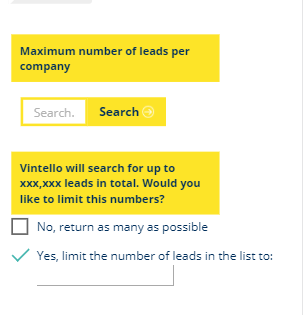 Maximum number of leads per
company
Search.
Search
Vintello will search for up to
xxx,xxx leads in total. Would you
like to limit this numbers?
No, return as many as possible
Yes, limit the number of leads in the list to: